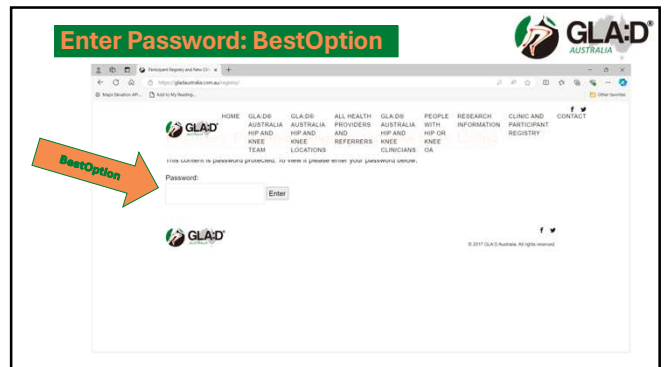 Enter Password: BestOption
GLA:D®
AUSTRALIA
Participant Registry and New Clin
https://gladaustralia.com.au/registry/
Add to My Reading...
Other favorites
GLA:D
HOME
GLA:D®
AUSTRALIA
HIP AND
KNEE
TEAM
GLA:D®
AUSTRALIA
HIP AND
KNEE
LOCATIONS
ALL HEALTH
PROVIDERS
AND
REFERRERS
GLA:D®
AUSTRALIA
HIP AND
KNEE
CLINICIANS
PEOPLE
WITH
HIP OR
KNEE
OA
RESEARCH
INFORMATION
CLINIC AND
PARTICIPANT
REGISTRY
CONTACT
This content is password protected. To view it please enter your password below.
BestOption
Password:
Enter
GLA:D®
AUSTRALIA
© 2017 GLA:D Australia. All rights reserved